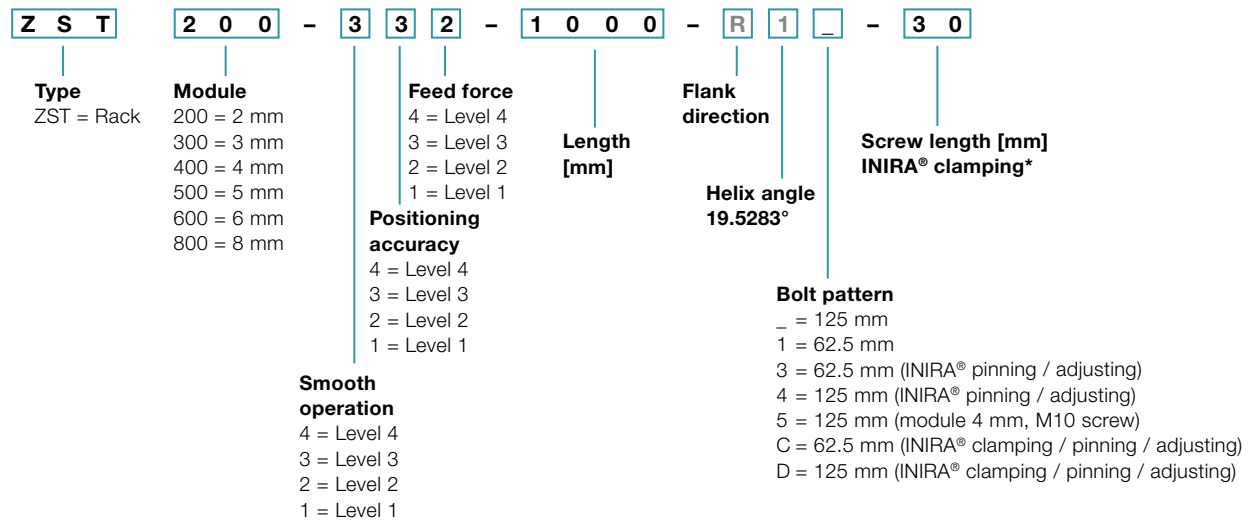 Z S T 2 0 0 – 3 3 2 – 1 0 0 0 – R 1 _ – 3 0
Type
ZST = Rack
Module
200 = 2 mm
300 = 3 mm
400 = 4 mm
500 = 5 mm
600 = 6 mm
800 = 8 mm
Smooth
operation
4 = Level 4
3 = Level 3
2 = Level 2
1 = Level 1
Positioning
accuracy
4 = Level 4
3 = Level 3
2 = Level 2
1 = Level 1
Feed force
4 = Level 4
3 = Level 3
2 = Level 2
1 = Level 1
Length
[mm]
Flank
direction
Helix angle
19.5283°
Bolt pattern
_ = 125 mm
1 = 62.5 mm
3 = 62.5 mm (INIRA® pinning / adjusting)
4 = 125 mm (INIRA® pinning / adjusting)
5 = 125 mm (module 4 mm, M10 screw)
C = 62.5 mm (INIRA® clamping / pinning / adjusting)
D = 125 mm (INIRA® clamping / pinning / adjusting)
Screw length [mm]
INIRA® clamping*